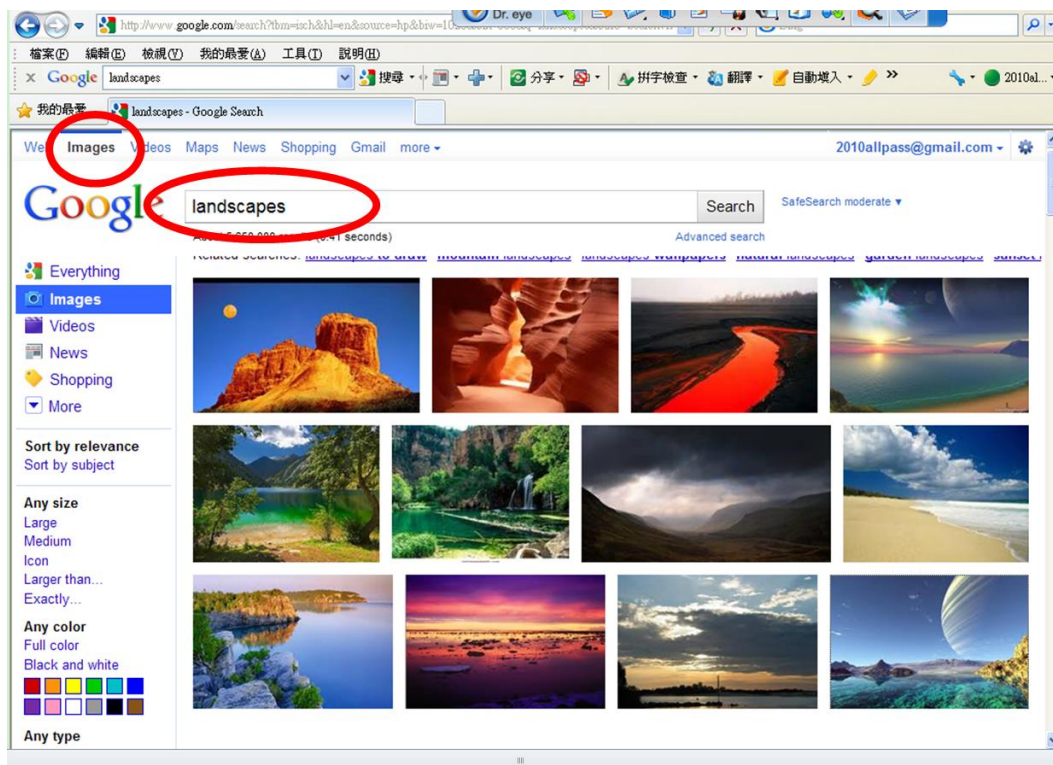 Dr. eye
http://www.google.com/search?tbm=isch&hl=en&source=hp&biw=10
檔案(F) 編輯(E) 檢視(V) 我的最愛(A) 工具(T) 說明(H)
x Google landscapes 搜尋 分享 拼字檢查 翻譯 自動填入 » 2010al...
我的最愛 landscapes - Google Search
We Images Videos Maps News Shopping Gmail more 2010allpass@gmail.com
Google landscapes Search SafeSearch moderate
seconds) Advanced search
Related searches: landscapes to draw mountain landscapes landscapes wallpapers natural landscapes garden landscapes sunset
Everything
Images
Videos
News
Shopping
More
Sort by relevance
Sort by subject
Any size
Large
Medium
Icon
Larger than...
Exactly...
Any color
Full color
Black and white
Any type